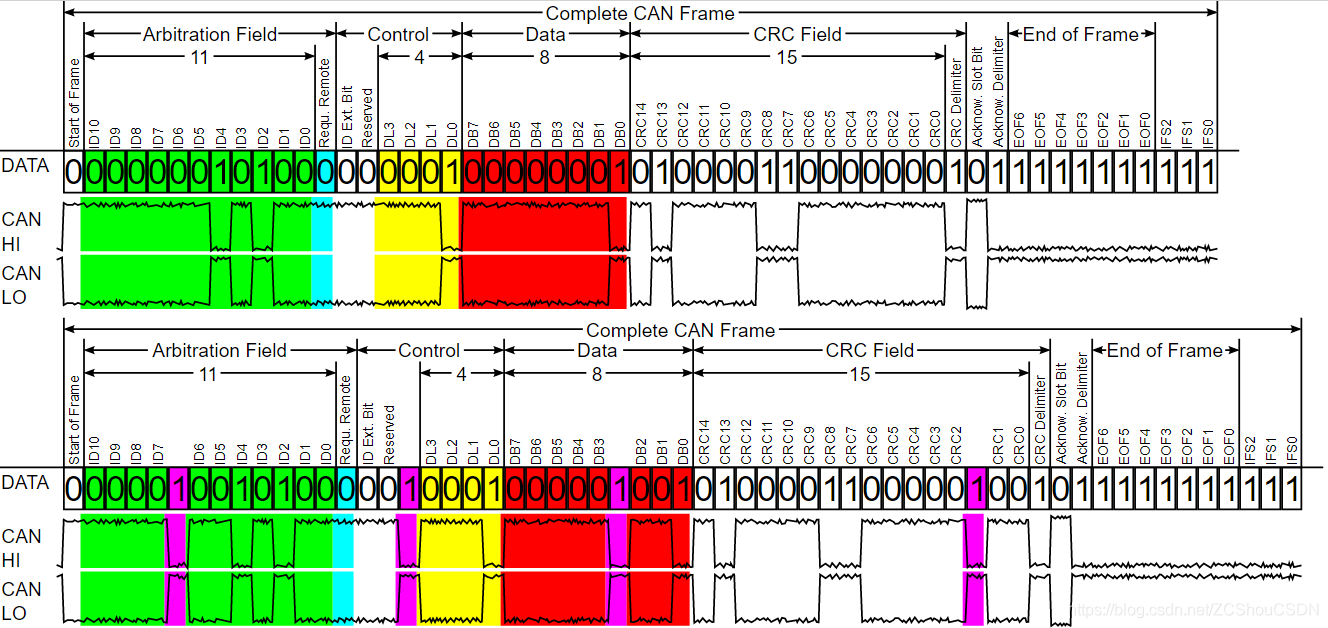 Complete CAN Frame
Arbitration Field Control Data CRC Field End of Frame
11 4 8 15
Start of Frame
ID10
ID9
ID8
ID7
ID6
ID5
ID4
ID3
ID2
ID1
ID0
Requ. Remote
ID Ext. Bit
Reserved
DL3
DL2
DL1
DL0
DB7
DB6
DB5
DB4
DB3
DB2
DB1
DB0
CRC14
CRC13
CRC12
CRC11
CRC10
CRC9
CRC8
CRC7
CRC6
CRC5
CRC4
CRC3
CRC2
CRC1
CRC0
CRC Delimiter
Acknow. Slot Bit
Acknow. Delimiter
EOF6
EOF5
EOF4
EOF3
EOF2
EOF1
EOF0
IFS2
IFS1
IFS0
DATA 0 0 0 0 0 0 0 1 0 1 0 0 0 0 0 0 0 0 1 0 0 0 0 0 0 0 1 0 1 0 0 0 0 1 1 0 0 0 0 0 0 0 1 0 1 1 1 1 1 1 1 1 1 1 1
CAN
HI
CAN
LO
Complete CAN Frame
Arbitration Field Control Data CRC Field End of Frame
11 4 8 15
Start of Frame
ID10
ID9
ID8
ID7
ID6
ID5
ID4
ID3
ID2
D1
ID0
Requ. Remote
ID Ext. Bit
Reserved
DL3
DL2
DL1
DL0
DB7
DB6
DB5
DB4
DB3
DB2
DB1
DB0
CRC14
CRC13
CRC12
CRC11
CRC10
CRC9
CRC8
CRC7
CRC6
CRC5
CRC4
CRC3
CRC2
CRC1
CRC0
CRC Delimiter
Acknow. Slot Bit
Acknow. Delimiter
EOF6
EOF5
EOF4
EOF3
EOF2
EOF1
EOF0
IFS2
IFS1
IFS0
DATA 0 0 0 0 0 1 0 0 1 0 1 0 0 0 0 0 1 0 0 0 1 0 0 0 0 0 1 0 0 1 0 1 0 0 0 0 1 1 0 0 0 0 0 1 0 0 1 0 1 1 1 1 1 1 1 1 1 1 1
CAN
HI
CAN
LO
https://blog.csdn.net/ZCShouCSDN